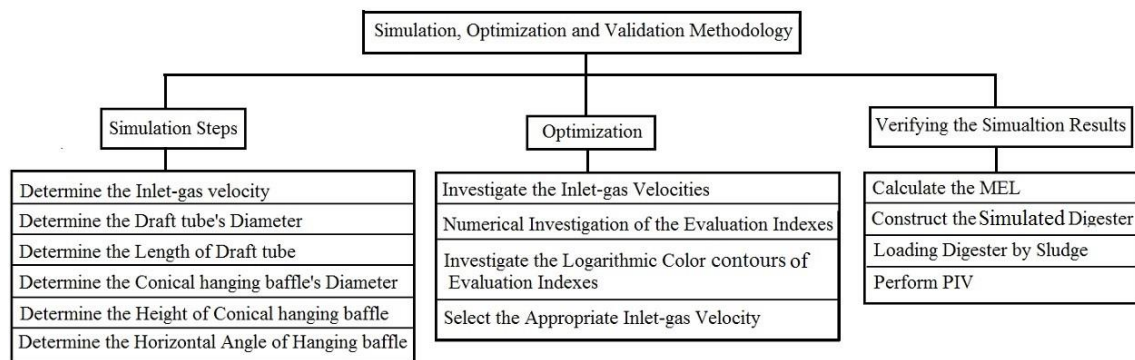 Simulation, Optimization and Validation Methodology
Simulation Steps
Determine the Inlet-gas velocity
Determine the Draft tube's Diameter
Determine the Length of Draft tube
Determine the Conical hanging baffle's Diameter
Determine the Height of Conical hanging baffle
Determine the Horizontal Angle of Hanging baffle
Optimization
Investigate the Inlet-gas Velocities
Numerical Investigation of the Evaluation Indexes
Investigate the Logarithmic Color contours of
Evaluation Indexes
Select the Appropriate Inlet-gas Velocity
Verifying the Simualtion Results
Calculate the MEL
Construct the Simulated Digester
Loading Digester by Sludge
Perform PIV